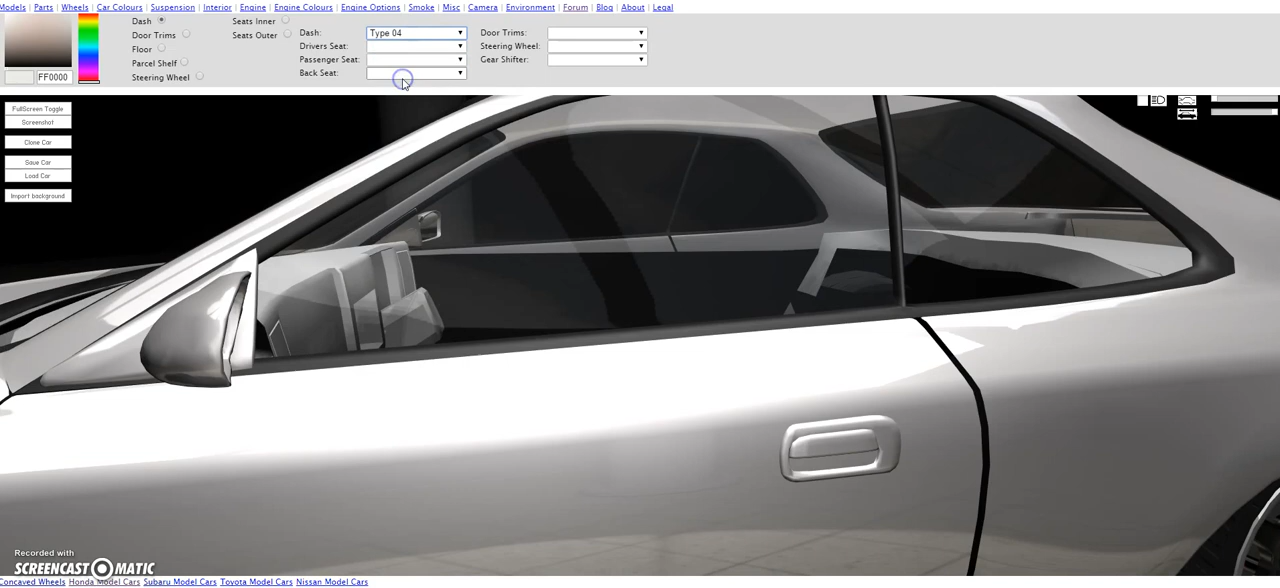 Models | Parts | Wheels | Car Colours | Suspension | Interior | Engine | Engine Colours | Engine Options | Smoke | Misc | Camera | Environment | Forum | Blog | About | Legal
Dash
Door Trims
Floor
Parcel Shelf
Steering Wheel
Seats Inner
Seats Outer
FF0000
Dash: Type 04
Drivers Seat:
Passenger Seat:
Back Seat:
Door Trims:
Steering Wheel:
Gear Shifter:
FullScreen Toggle
Screenshot
Clone Car
Save Car
Load Car
Import background
Recorded with
SCREENCAST-O-MATIC
Concaved Wheels Honda Model Cars Subaru Model Cars Toyota Model Cars Nissan Model Cars